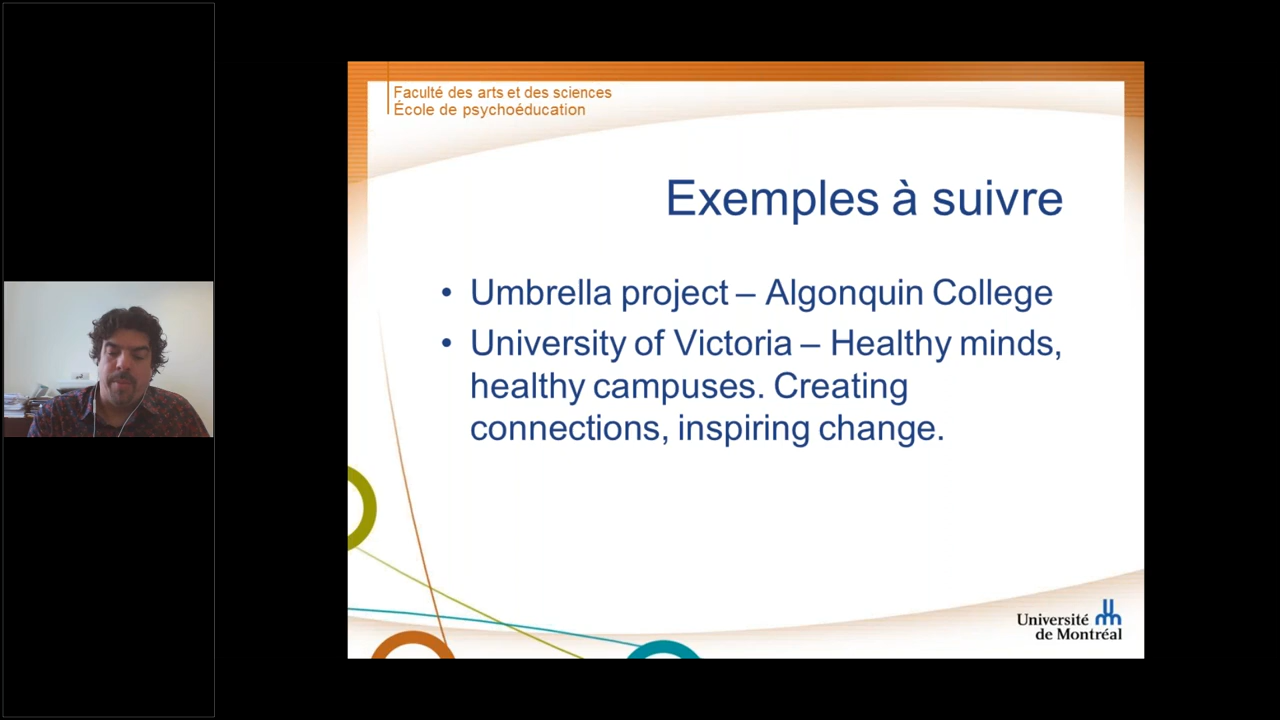 Faculté des arts et des sciences
École de psychoéducation
Exemples à suivre
• Umbrella project – Algonquin College
• University of Victoria – Healthy minds,
healthy campuses. Creating
connections, inspiring change.
Université
de Montréal